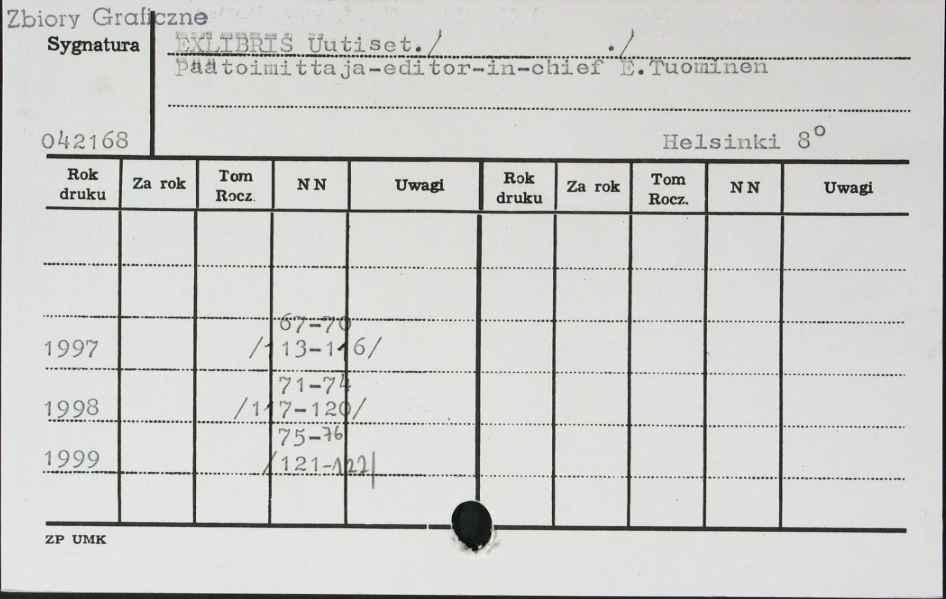 Zbiory Graficzne
Sygnatura
EXLIBRIS Uutiset./ ./
Päätoimittaja-editor-in-chief E.Tuominen
042168 Helsinki 8°
Rok druku Za rok Tom Rocz. NN Uwagi Rok druku Za rok Tom Rocz. NN Uwagi
67-70
1997 /113-116/
71-74
1998 /117-120/
75-76
1999 /121-122/
ZP UMK